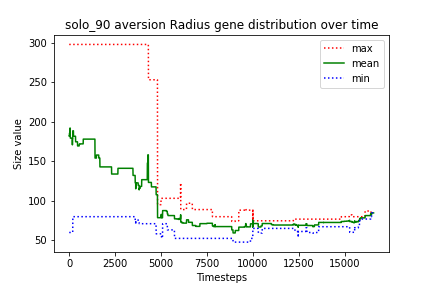 solo_90 aversion Radius gene distribution over time
max
mean
min
Size value
300
250
200
150
100
50
0
2500
5000
7500
10000
12500
15000
Timesteps